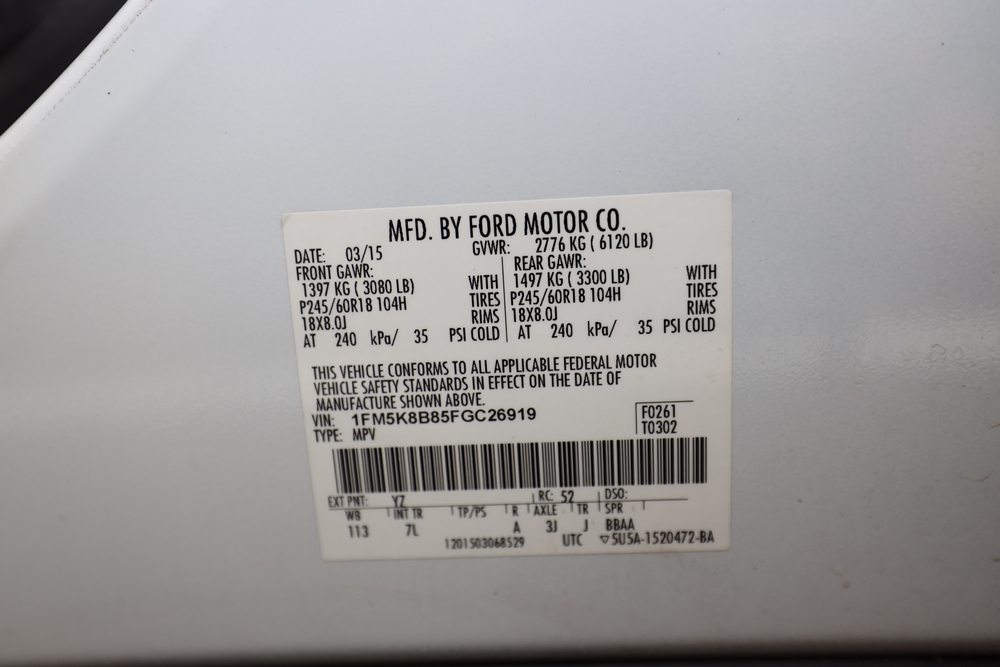 MFD. BY FORD MOTOR CO.
DATE: 03/15 GVWR: 2776 KG ( 6120 LB)
FRONT GAWR: REAR GAWR:
1397 KG ( 3080 LB) WITH 1497 KG ( 3300 LB) WITH
P245/60R18 104H TIRES P245/60R18 104H TIRES
18X8.0J RIMS 18X8.0J RIMS
AT 240 kPa/ 35 PSI COLD AT 240 kPa/ 35 PSI COLD
THIS VEHICLE CONFORMS TO ALL APPLICABLE FEDERAL MOTOR
VEHICLE SAFETY STANDARDS IN EFFECT ON THE DATE OF
MANUFACTURE SHOWN ABOVE.
VIN: 1FM5K8B85FGC26919 F0261
TYPE: MPV T0302
EXT PNT: YZ RC: 52 DSO:
WB INT TR TP/PS R AXLE TR SPR
113 7L A 3J J BBAA
1201503068529 UTC ▽5U5A-1520472-BA